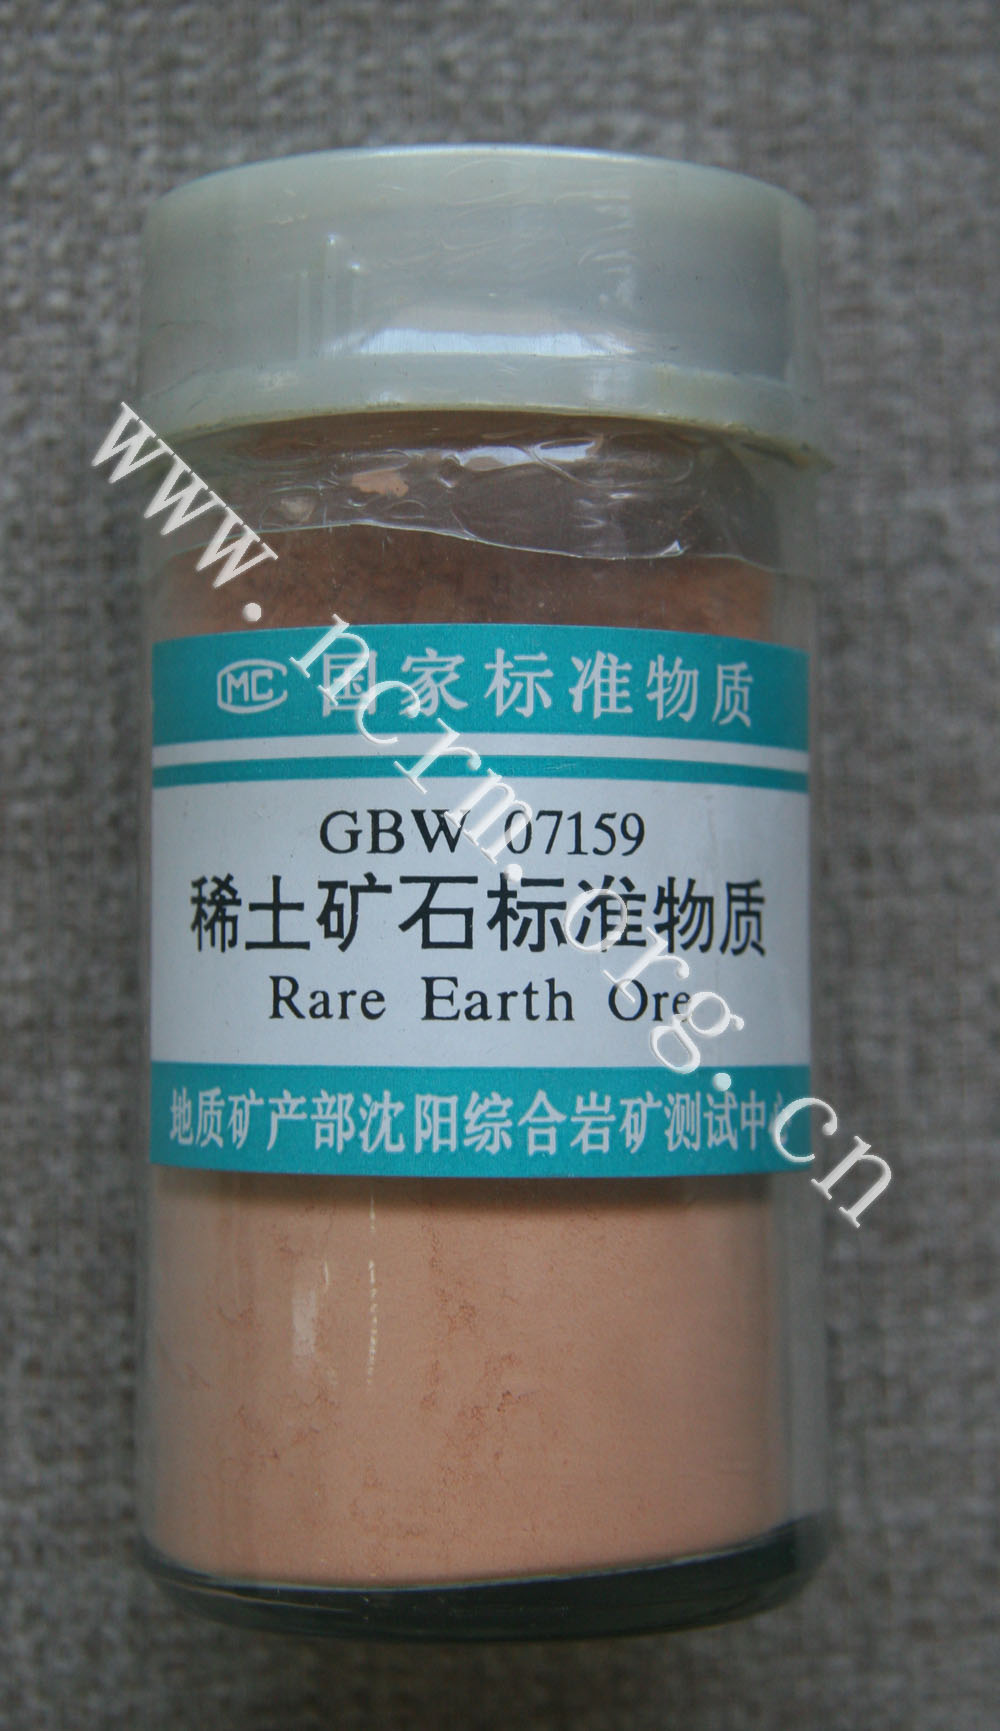 MC 国家标准物质
GBW 07159
稀土矿石标准物质
Rare Earth Ore
地质矿产部沈阳综合岩矿测试中心
www.ncrm.org.cn